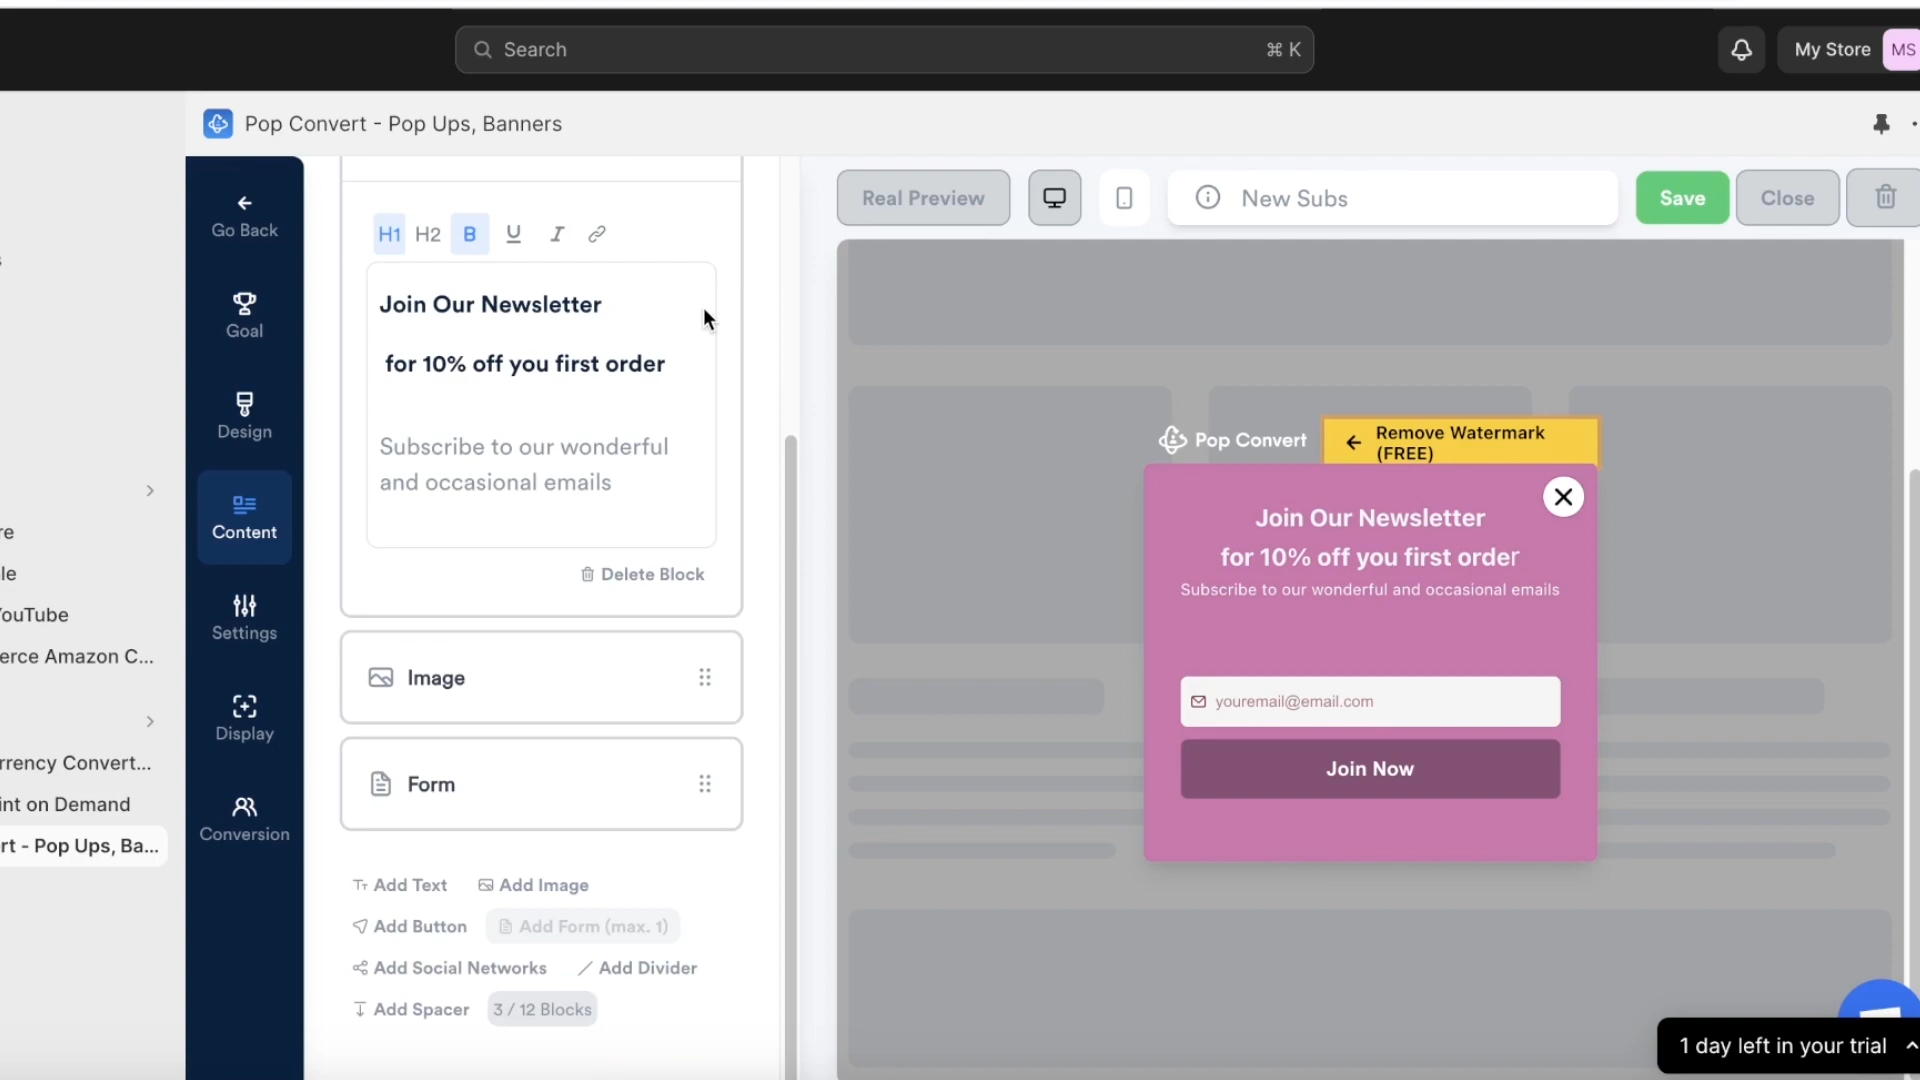 Search
⌘ K
My Store
MS
Pop Convert - Pop Ups, Banners
Go Back
Goal
Design
Content
Settings
Display
Conversion
re
le
YouTube
erce Amazon C...
rrency Convert...
int on Demand
rt - Pop Ups, Ba...
H1 H2 B U I
Join Our Newsletter
for 10% off you first order
Subscribe to our wonderful
and occasional emails
Delete Block
Image
Form
Add Text
Add Image
Add Button
Add Form (max. 1)
Add Social Networks
Add Divider
Add Spacer
3 / 12 Blocks
Real Preview
New Subs
Save
Close
Pop Convert
Remove Watermark
(FREE)
Join Our Newsletter
for 10% off you first order
Subscribe to our wonderful and occasional emails
youremail@email.com
Join Now
1 day left in your trial